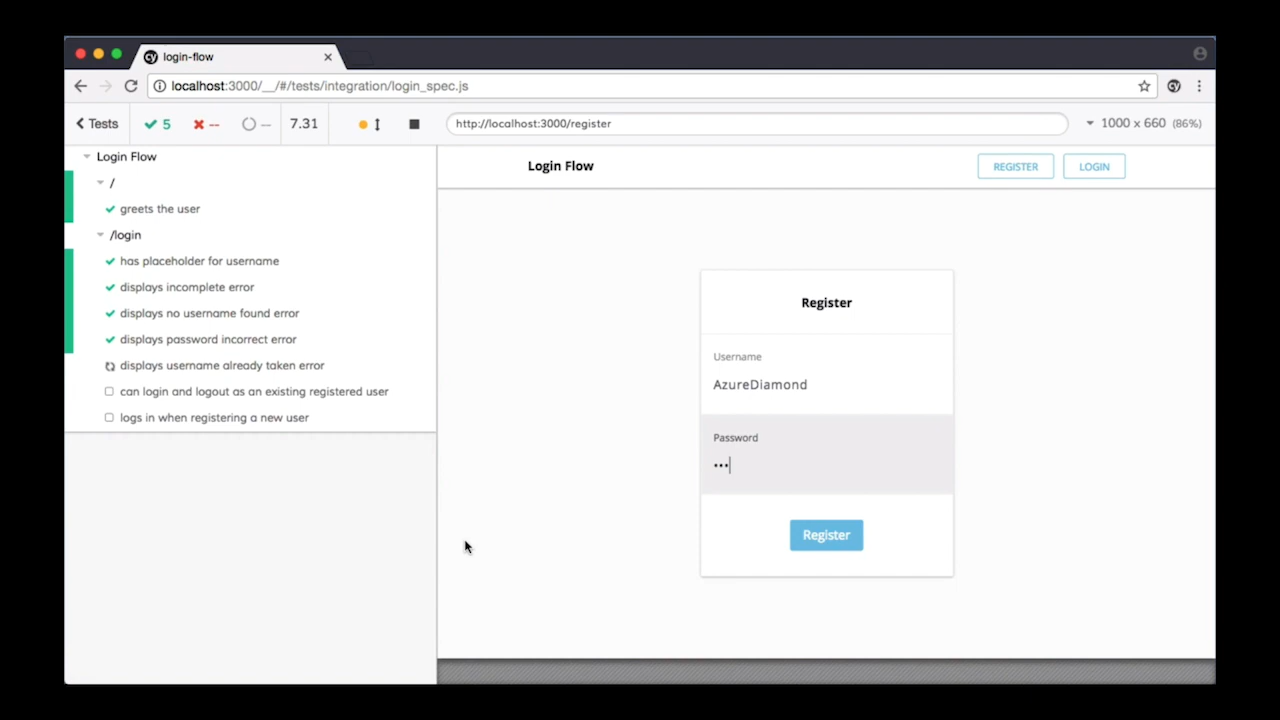 login-flow
localhost:3000/__/#/tests/integration/login_spec.js
Tests 5 -- -- 7.31 http://localhost:3000/register 1000 x 660 (86%)
Login Flow
/
greets the user
/login
has placeholder for username
displays incomplete error
displays no username found error
displays password incorrect error
displays username already taken error
can login and logout as an existing registered user
logs in when registering a new user
Login Flow REGISTER LOGIN
Register
Username
AzureDiamond
Password
•••
Register